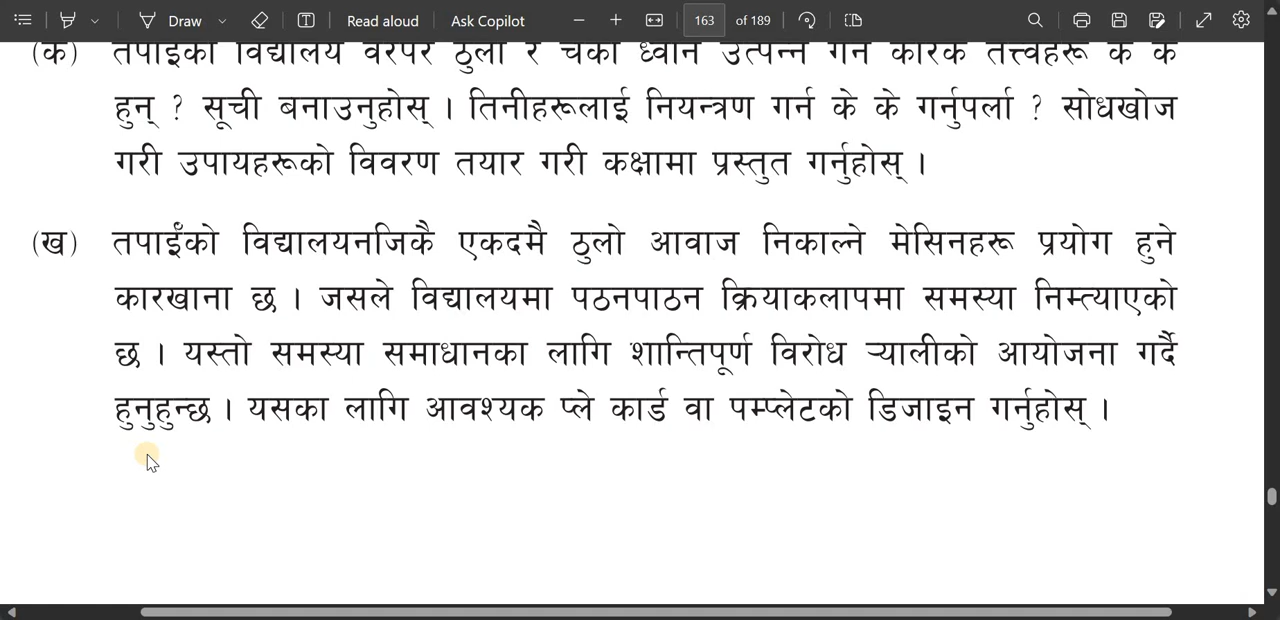 Draw
Read aloud
Ask Copilot
163 of 189
(क) तपाईंको विद्यालय वरपर ठुलो र चर्को ध्वनि उत्पन्न गर्ने कारक तत्त्वहरू के के
हुन् ? सूची बनाउनुहोस् । तिनीहरूलाई नियन्त्रण गर्न के के गर्नुपर्ला ? सोधखोज
गरी उपायहरूको विवरण तयार गरी कक्षामा प्रस्तुत गर्नुहोस् ।
(ख) तपाईँको विद्यालयनजिकै एकदमै ठुलो आवाज निकाल्ने मेसिनहरू प्रयोग हुने
कारखाना छ । जसले विद्यालयमा पठनपाठन क्रियाकलापमा समस्या निम्त्याएको
छ । यस्तो समस्या समाधानका लागि शान्तिपूर्ण विरोध ऱ्यालीको आयोजना गर्दै
हुनुहुन्छ । यसका लागि आवश्यक प्ले कार्ड वा पम्प्लेटको डिजाइन गर्नुहोस् ।